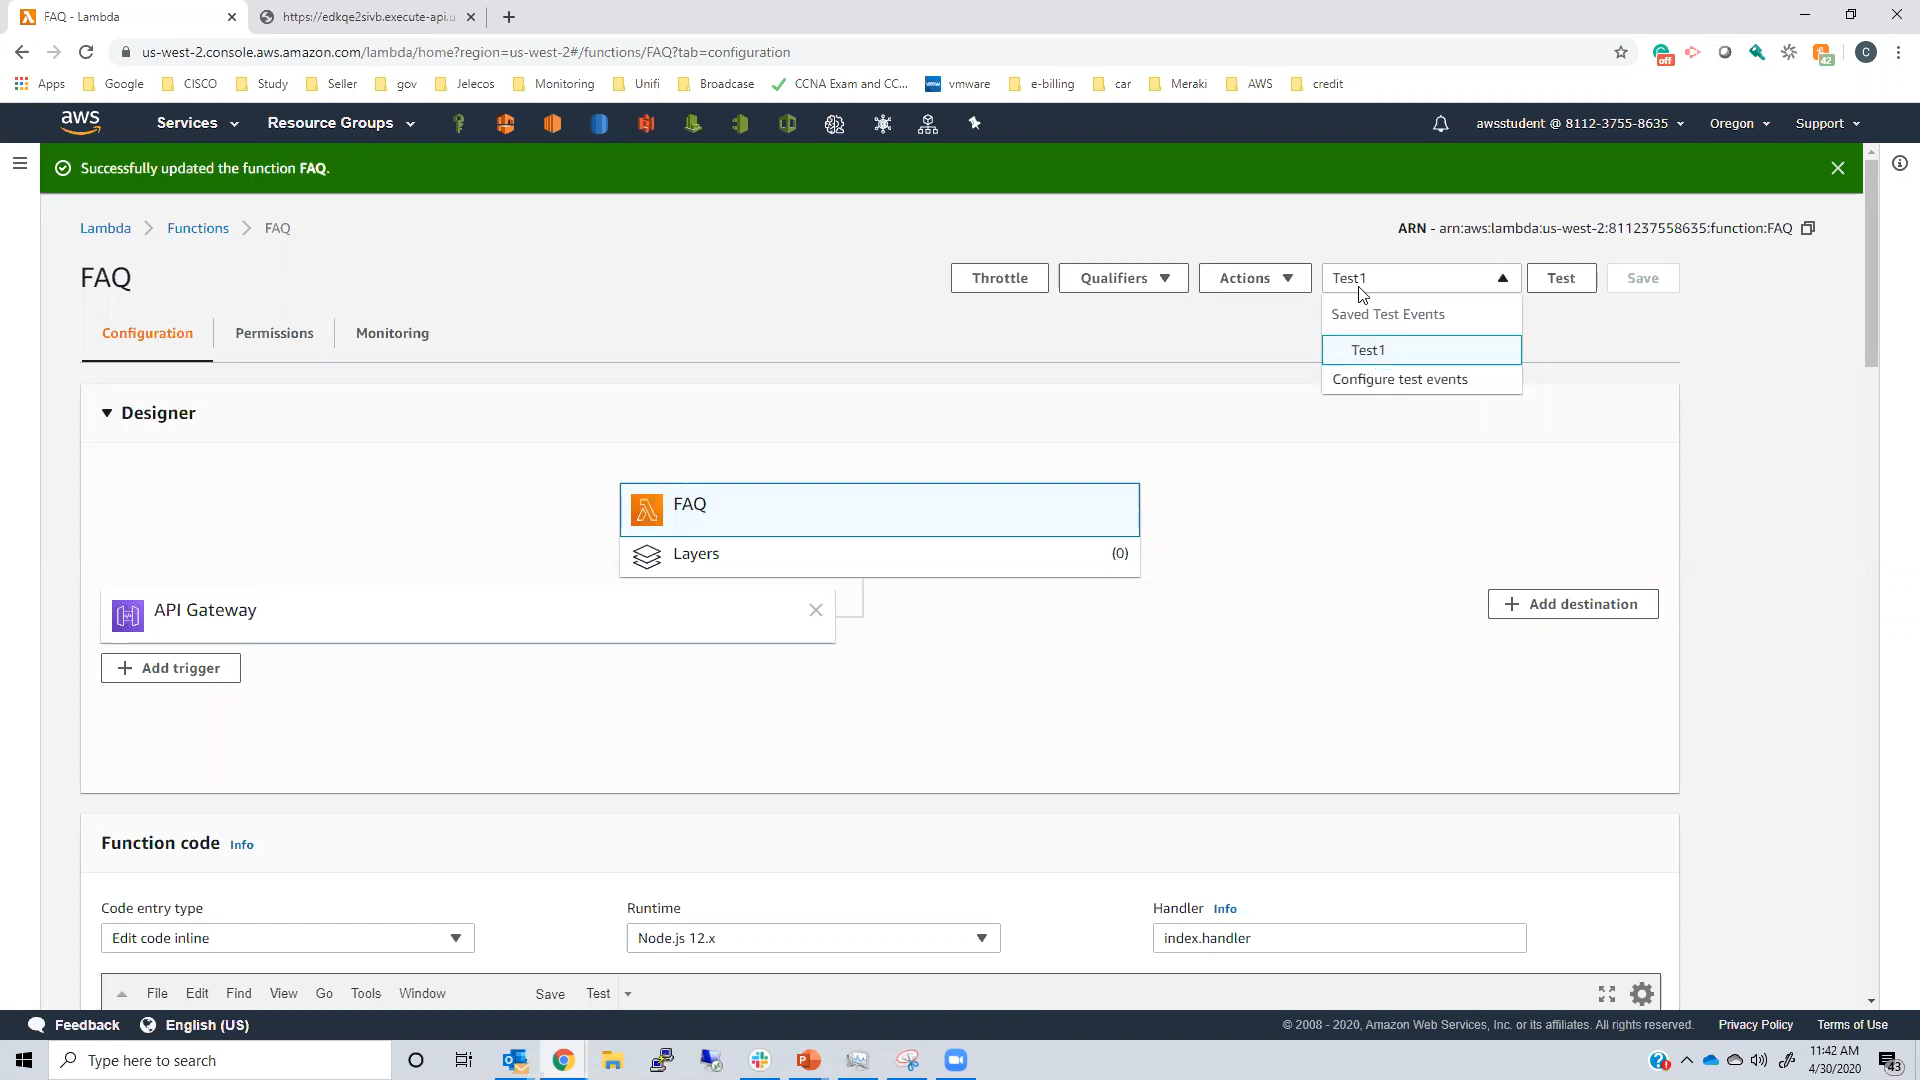 FAQ - Lambda
https://edkqe2sivb.execute-api.u
us-west-2.console.aws.amazon.com/lambda/home?region=us-west-2#/functions/FAQ?tab=configuration
off
42
C
Apps
Google
CISCO
Study
Seller
gov
Jelecos
Monitoring
Unifi
Broadcase
CCNA Exam and CC...
vmware
e-billing
car
Meraki
AWS
credit
aws
Services
Resource Groups
awsstudent @ 8112-3755-8635
Oregon
Support
Successfully updated the function FAQ.
Lambda
Functions
FAQ
ARN - arn:aws:lambda:us-west-2:811237558635:function:FAQ
FAQ
Throttle
Qualifiers
Actions
Test1
Test
Save
Saved Test Events
Test1
Configure test events
Configuration
Permissions
Monitoring
Designer
FAQ
Layers
(0)
API Gateway
Add trigger
Add destination
Function code Info
Code entry type
Edit code inline
Runtime
Node.js 12.x
Handler Info
index.handler
File
Edit
Find
View
Go
Tools
Window
Save
Test
Feedback
English (US)
© 2008 - 2020, Amazon Web Services, Inc. or its affiliates. All rights reserved.
Privacy Policy
Terms of Use
Type here to search
11:42 AM
4/30/2020
43